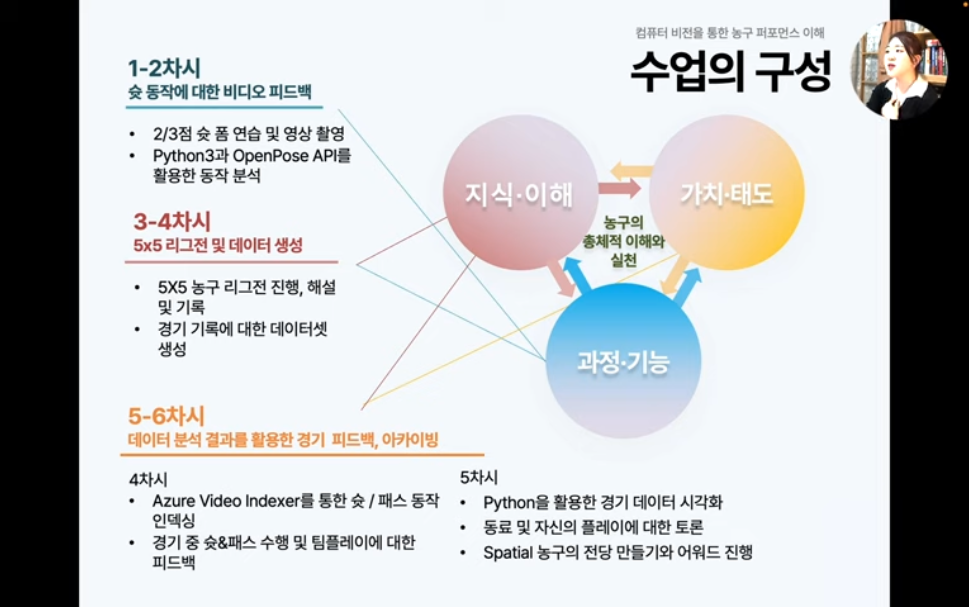 컴퓨터 비전을 통한 농구 퍼포먼스 이해
수업의 구성
1-2차시
슛 동작에 대한 비디오 피드백
• 2/3점 슛 폼 연습 및 영상 촬영
• Python3과 OpenPose API를
활용한 동작 분석
3-4차시
5x5 리그전 및 데이터 생성
• 5X5 농구 리그전 진행, 해설
및 기록
• 경기 기록에 대한 데이터셋
생성
지식·이해
가치·태도
농구의
총체적 이해와
실천
과정·기능
5-6차시
데이터 분석 결과를 활용한 경기 피드백, 아카이빙
4차시
• Azure Video Indexer를 통한 슛 / 패스 동작
인덱싱
• 경기 중 슛&패스 수행 및 팀플레이에 대한
피드백
5차시
• Python을 활용한 경기 데이터 시각화
• 동료 및 자신의 플레이에 대한 토론
• Spatial 농구의 전당 만들기와 어워드 진행